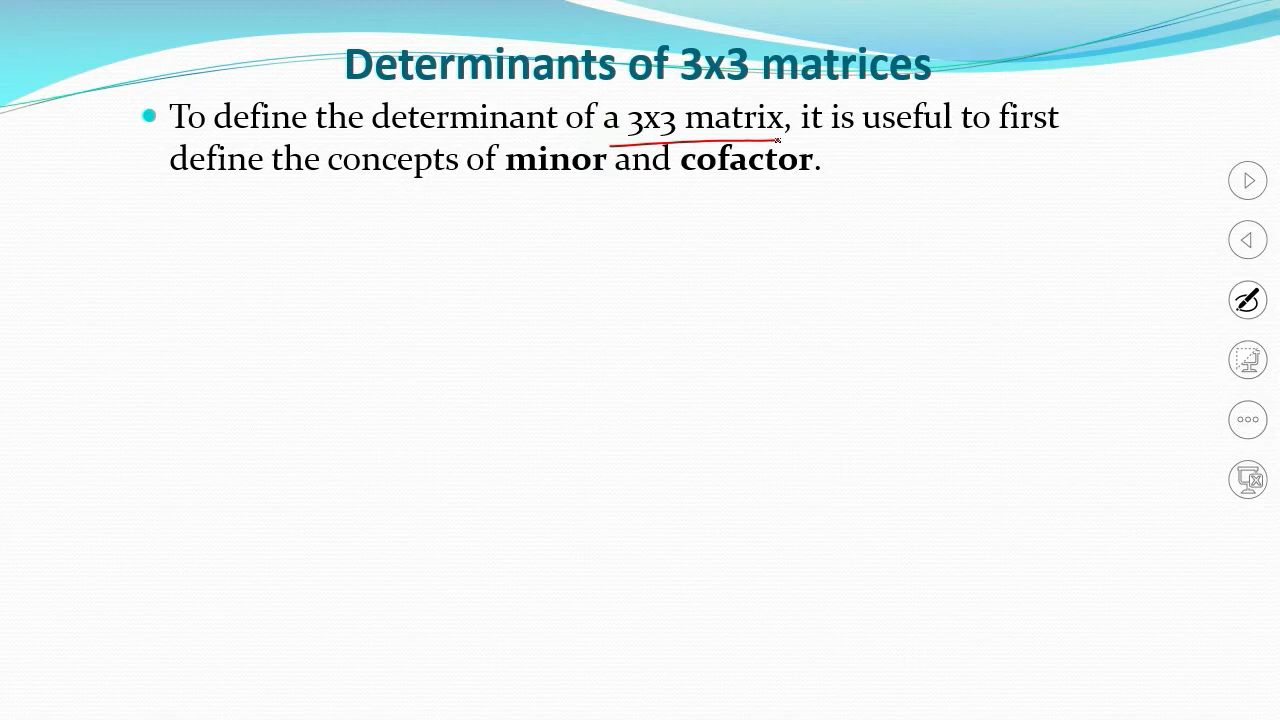 Determinants of 3x3 matrices
To define the determinant of a 3x3 matrix, it is useful to first
define the concepts of minor and cofactor.